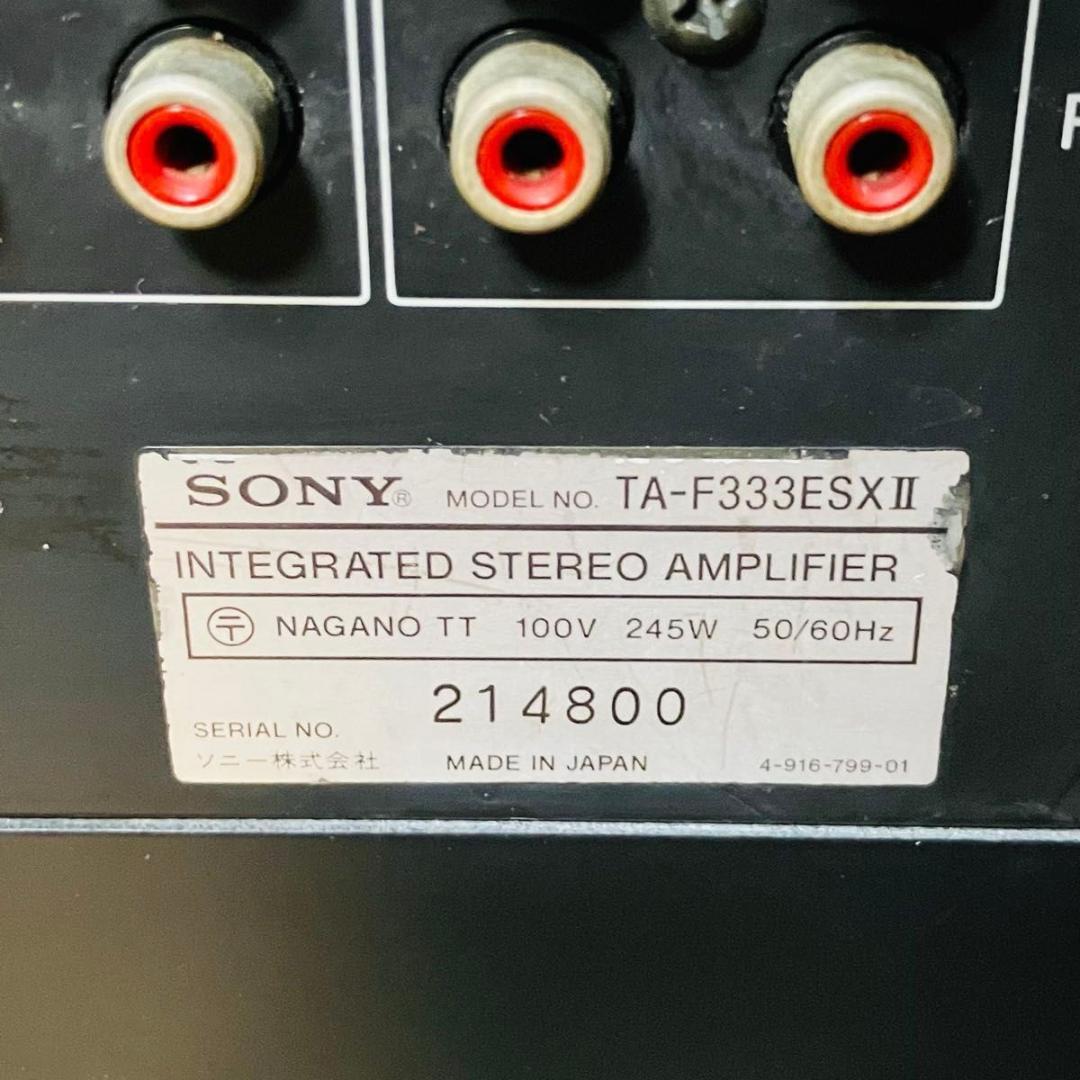 SONY® MODEL NO. TA-F333ESXⅡ
INTEGRATED STEREO AMPLIFIER
〶 NAGANO TT 100V 245W 50/60Hz
214800
SERIAL NO.
ソニー株式会社 MADE IN JAPAN 4-916-799-01